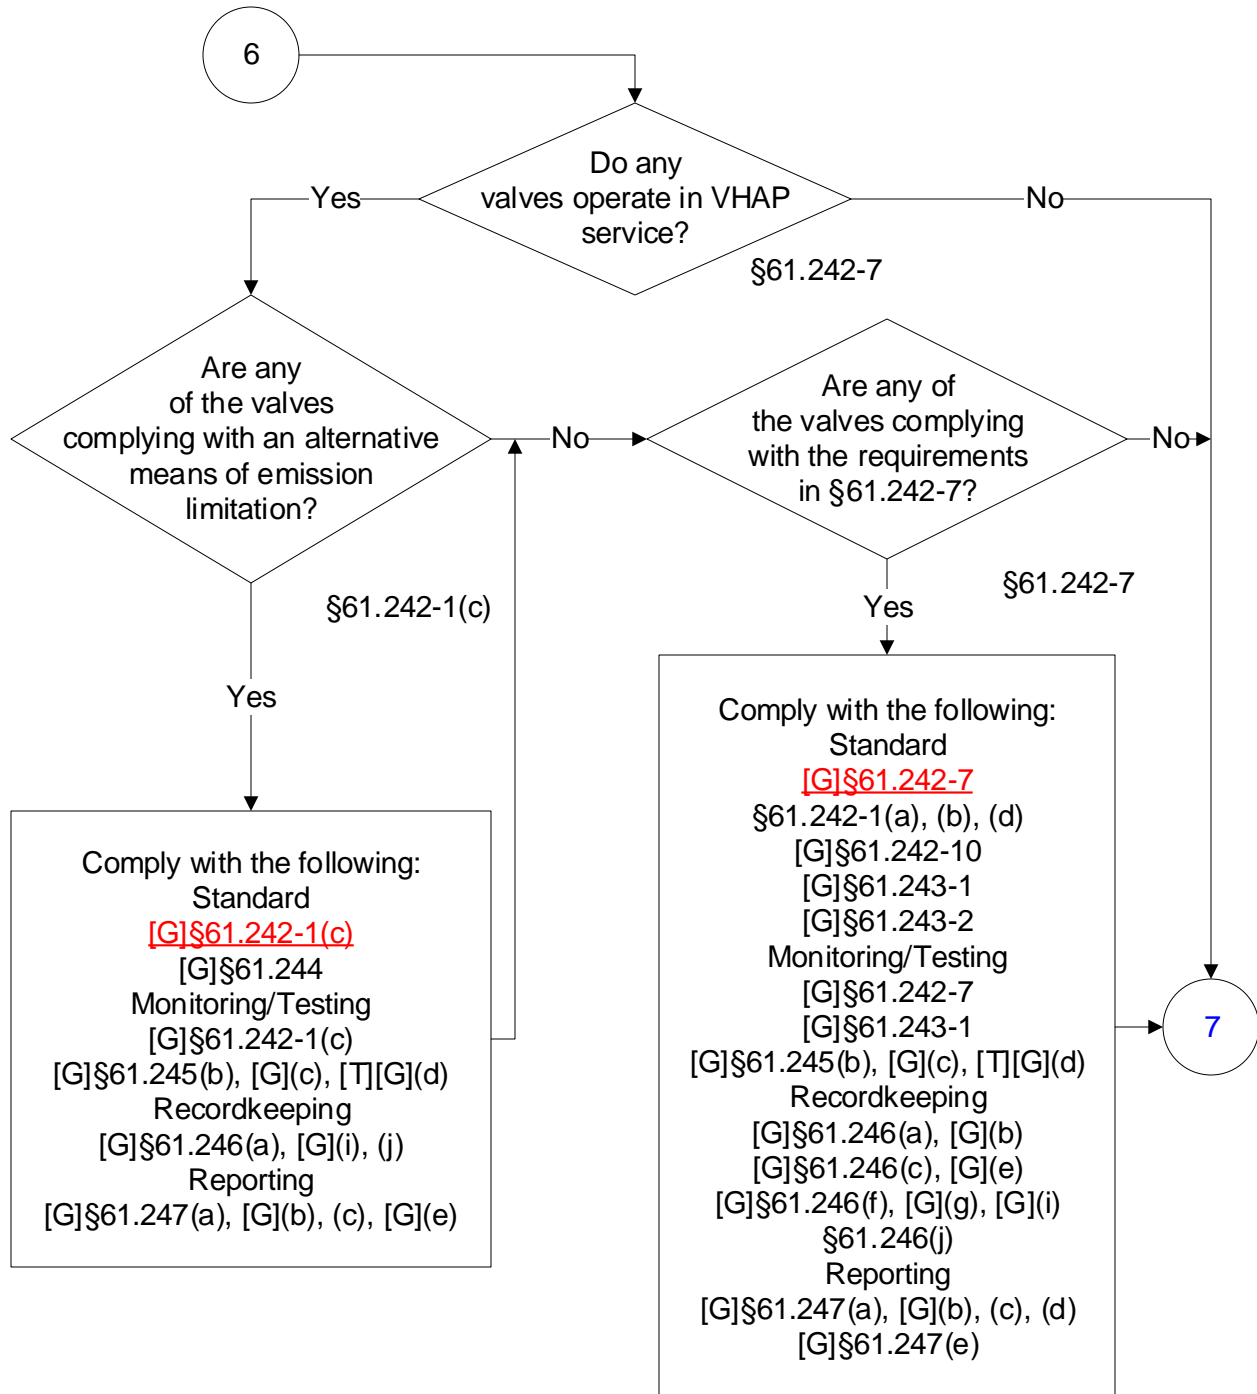 6
Do any
valves operate in VHAP
service?
Yes
No
§61.242-7
Are any
of the valves
complying with an alternative
means of emission
limitation?
No
Are any of
the valves complying
with the requirements
in §61.242-7?
No
§61.242-1(c)
§61.242-7
Yes
Yes
Comply with the following:
Standard
[G]§61.242-1(c)
[G]§61.244
Monitoring/Testing
[G]§61.242-1(c)
[G]§61.245(b), [G](c), [T][G](d)
Recordkeeping
[G]§61.246(a), [G](i), (j)
Reporting
[G]§61.247(a), [G](b), (c), [G](e)
Comply with the following:
Standard
[G]§61.242-7
§61.242-1(a), (b), (d)
[G]§61.242-10
[G]§61.243-1
[G]§61.243-2
Monitoring/Testing
[G]§61.242-7
[G]§61.243-1
[G]§61.245(b), [G](c), [T][G](d)
Recordkeeping
[G]§61.246(a), [G](b)
[G]§61.246(c), [G](e)
[G]§61.246(f), [G](g), [G](i)
§61.246(j)
Reporting
[G]§61.247(a), [G](b), (c), (d)
[G]§61.247(e)
7